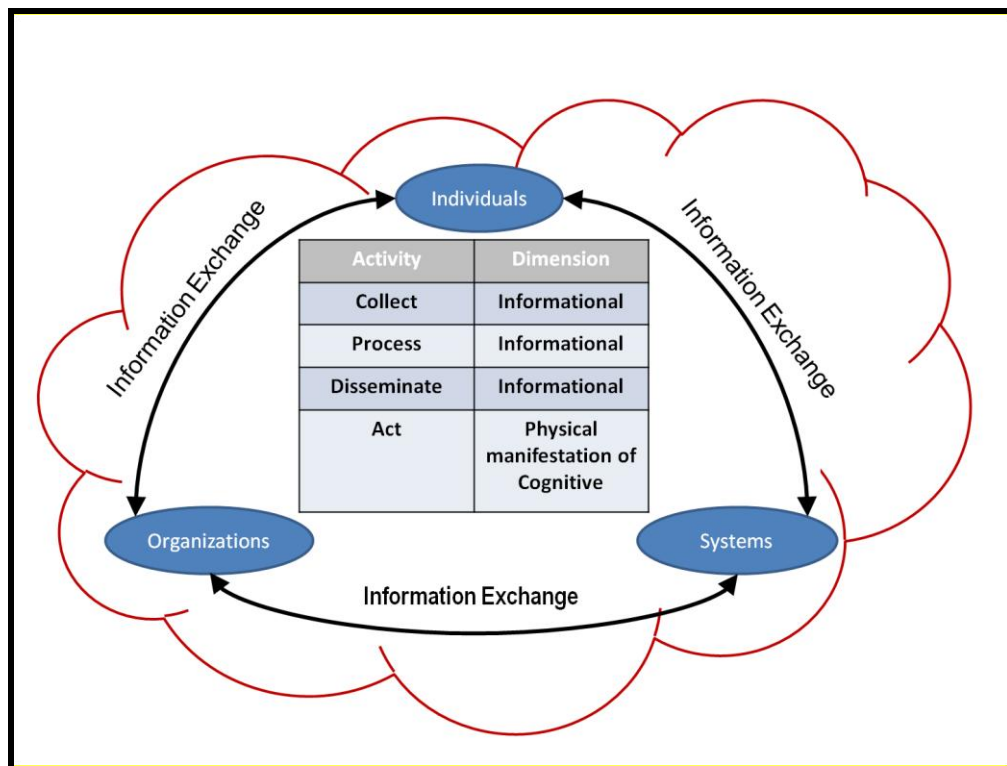 Individuals
Information Exchange
Information Exchange
Activity Dimension
Collect Informational
Process Informational
Disseminate Informational
Act Physical
manifestation of
Cognitive
Organizations
Systems
Information Exchange